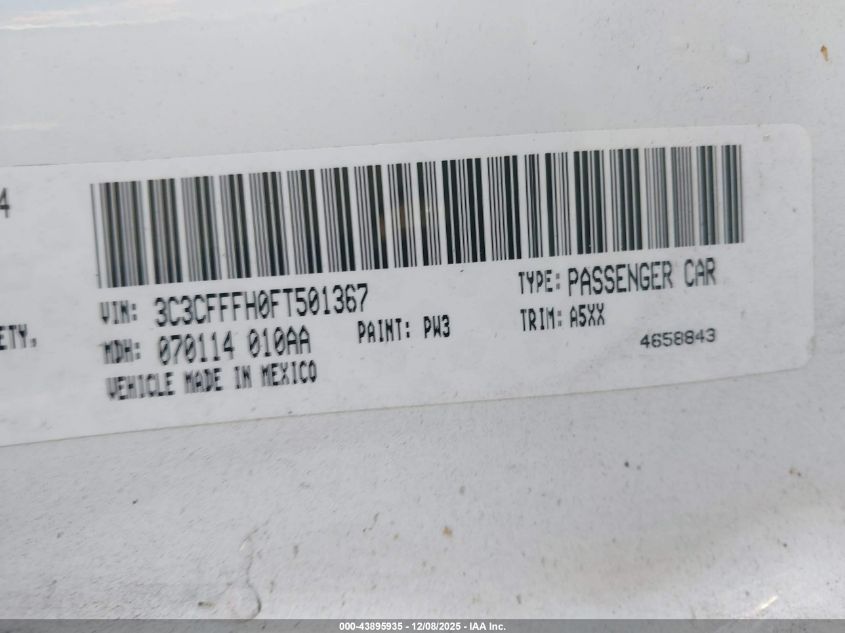 4
ETY.
VIN: 3C3CFFFH0FT501367
TYPE: PASSENGER CAR
MDH: 070114 010AA
PAINT: PW3
TRIM: A5XX
VEHICLE MADE IN MEXICO
4658843
000-43895935 - 12/08/2025 - IAA Inc.